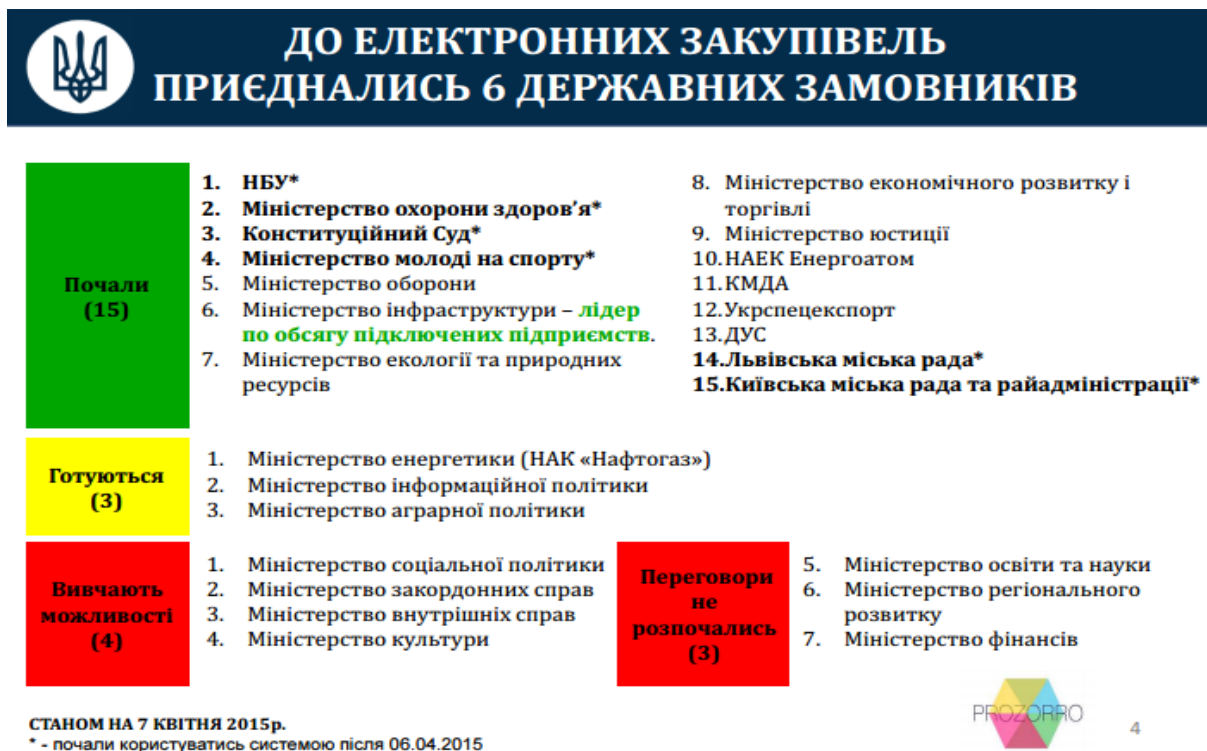 ДО ЕЛЕКТРОННИХ ЗАКУПІВЕЛЬ
ПРИЄДНАЛИСЬ 6 ДЕРЖАВНИХ ЗАМОВНИКІВ
Почали
(15)
1. НБУ*
2. Міністерство охорони здоров’я*
3. Конституційний Суд*
4. Міністерство молоді на спорту*
5. Міністерство оборони
6. Міністерство інфраструктури – лідер
по обсягу підключених підприємств.
7. Міністерство екології та природних
ресурсів
8. Міністерство економічного розвитку і
торгівлі
9. Міністерство юстиції
10.НАЕК Енергоатом
11.КМДА
12.Укрспецекспорт
13.ДУС
14.Львівська міська рада*
15.Київська міська рада та райадміністрації*
Готуються
(3)
1. Міністерство енергетики (НАК «Нафтогаз»)
2. Міністерство інформаційної політики
3. Міністерство аграрної політики
Вивчають
можливості
(4)
1. Міністерство соціальної політики
2. Міністерство закордонних справ
3. Міністерство внутрішніх справ
4. Міністерство культури
Переговори
не
розпочались
(3)
5. Міністерство освіти та науки
6. Міністерство регіонального
розвитку
7. Міністерство фінансів
СТАНОМ НА 7 КВІТНЯ 2015р.
* - почали користуватись системою після 06.04.2015
PROZORRO
4